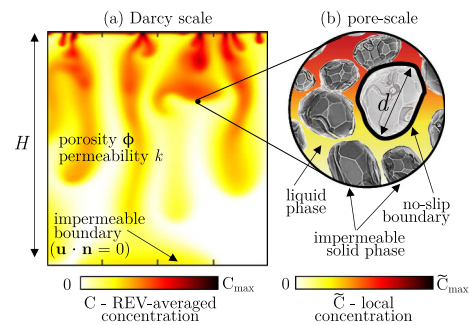 (a) Darcy scale
H
porosity ϕ
permeability k
impermeable
boundary
(u · n = 0)
0
C_max
C - REV-averaged
concentration
(b) pore-scale
d
liquid
phase
no-slip
boundary
impermeable
solid phase
0
C̃_max
C̃ - local
concentration